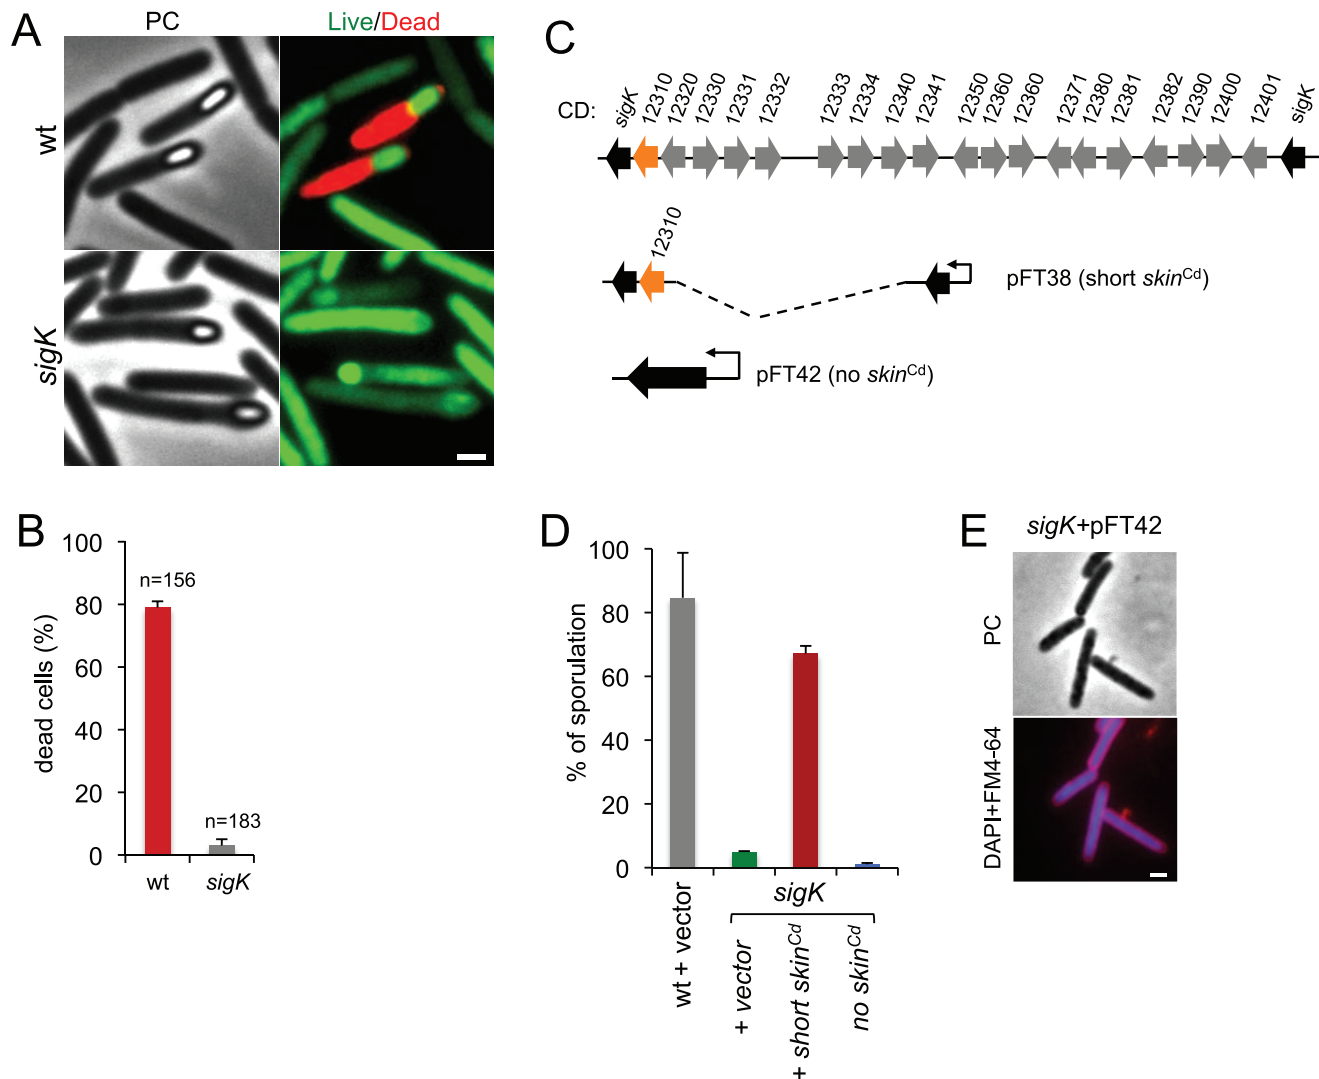 A
PC
Live/Dead
wt
sigK
B
100
80
60
40
20
0
dead cells (%)
n=156
n=183
wt
sigK
C
CD:
sigK
12310
12320
12330
12331
12332
12333
12334
12340
12341
12350
12360
12360
12371
12380
12381
12382
12390
12400
12401
sigK
12310
pFT38 (short skinCd)
pFT42 (no skinCd)
D
100
80
60
40
20
0
% of sporulation
sigK
wt + vector
+ vector
+ short skinCd
no skinCd
E
sigK+pFT42
PC
DAPI+FM4-64